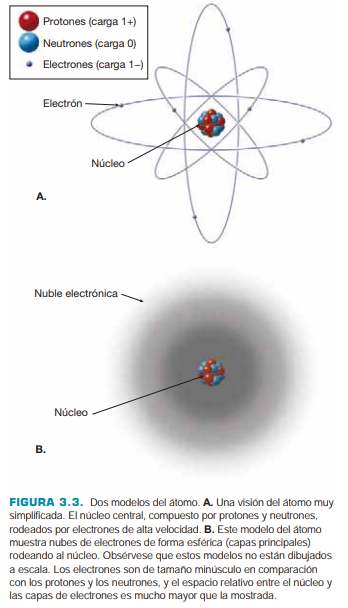 Protones (carga 1+)
Neutrones (carga 0)
Electrones (carga 1–)
Electrón
Núcleo
A.
Nuble electrónica
Núcleo
B.
FIGURA 3.3. Dos modelos del átomo. A. Una visión del átomo muy
simplificada. El núcleo central, compuesto por protones y neutrones,
rodeados por electrones de alta velocidad. B. Este modelo del átomo
muestra nubes de electrones de forma esférica (capas principales)
rodeando al núcleo. Obsérvese que estos modelos no están dibujados
a escala. Los electrones son de tamaño minúsculo en comparación
con los protones y los neutrones, y el espacio relativo entre el núcleo y
las capas de electrones es mucho mayor que la mostrada.